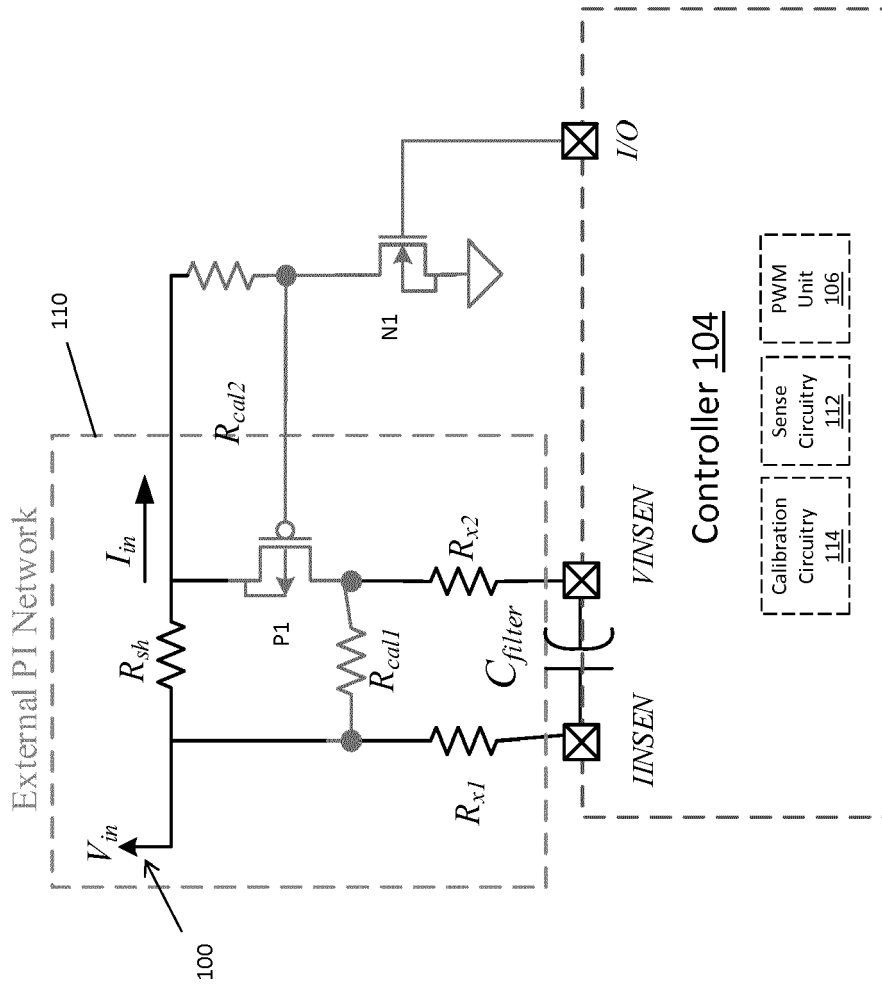 External PI Network
110
100
V_in
R_sh
I_in
R_cal2
P1
N1
R_cal1
R_x1
R_x2
C_filter
IINSEN
VINSEN
I/O
Controller 104
Calibration
Circuitry
114
Sense
Circuitry
112
PWM
Unit
106